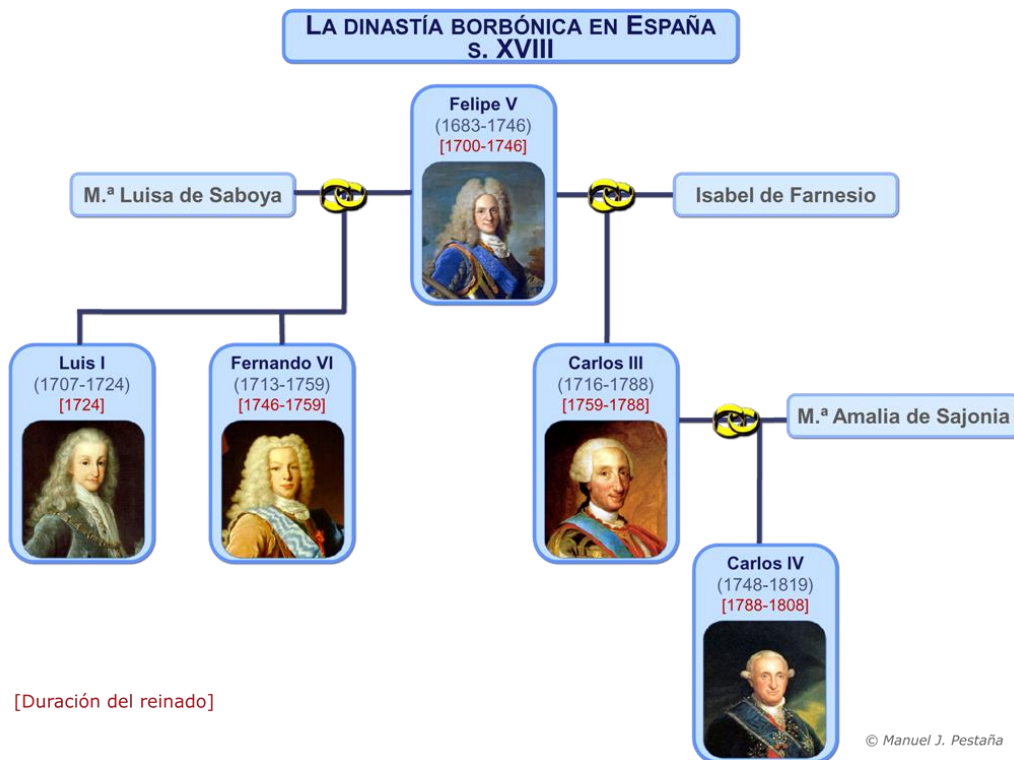 LA DINASTÍA BORBÓNICA EN ESPAÑA
S. XVIII
Felipe V
(1683-1746)
[1700-1746]
M.ª Luisa de Saboya
Isabel de Farnesio
Luis I
(1707-1724)
[1724]
Fernando VI
(1713-1759)
[1746-1759]
Carlos III
(1716-1788)
[1759-1788]
M.ª Amalia de Sajonia
Carlos IV
(1748-1819)
[1788-1808]
[Duración del reinado]
© Manuel J. Pestaña